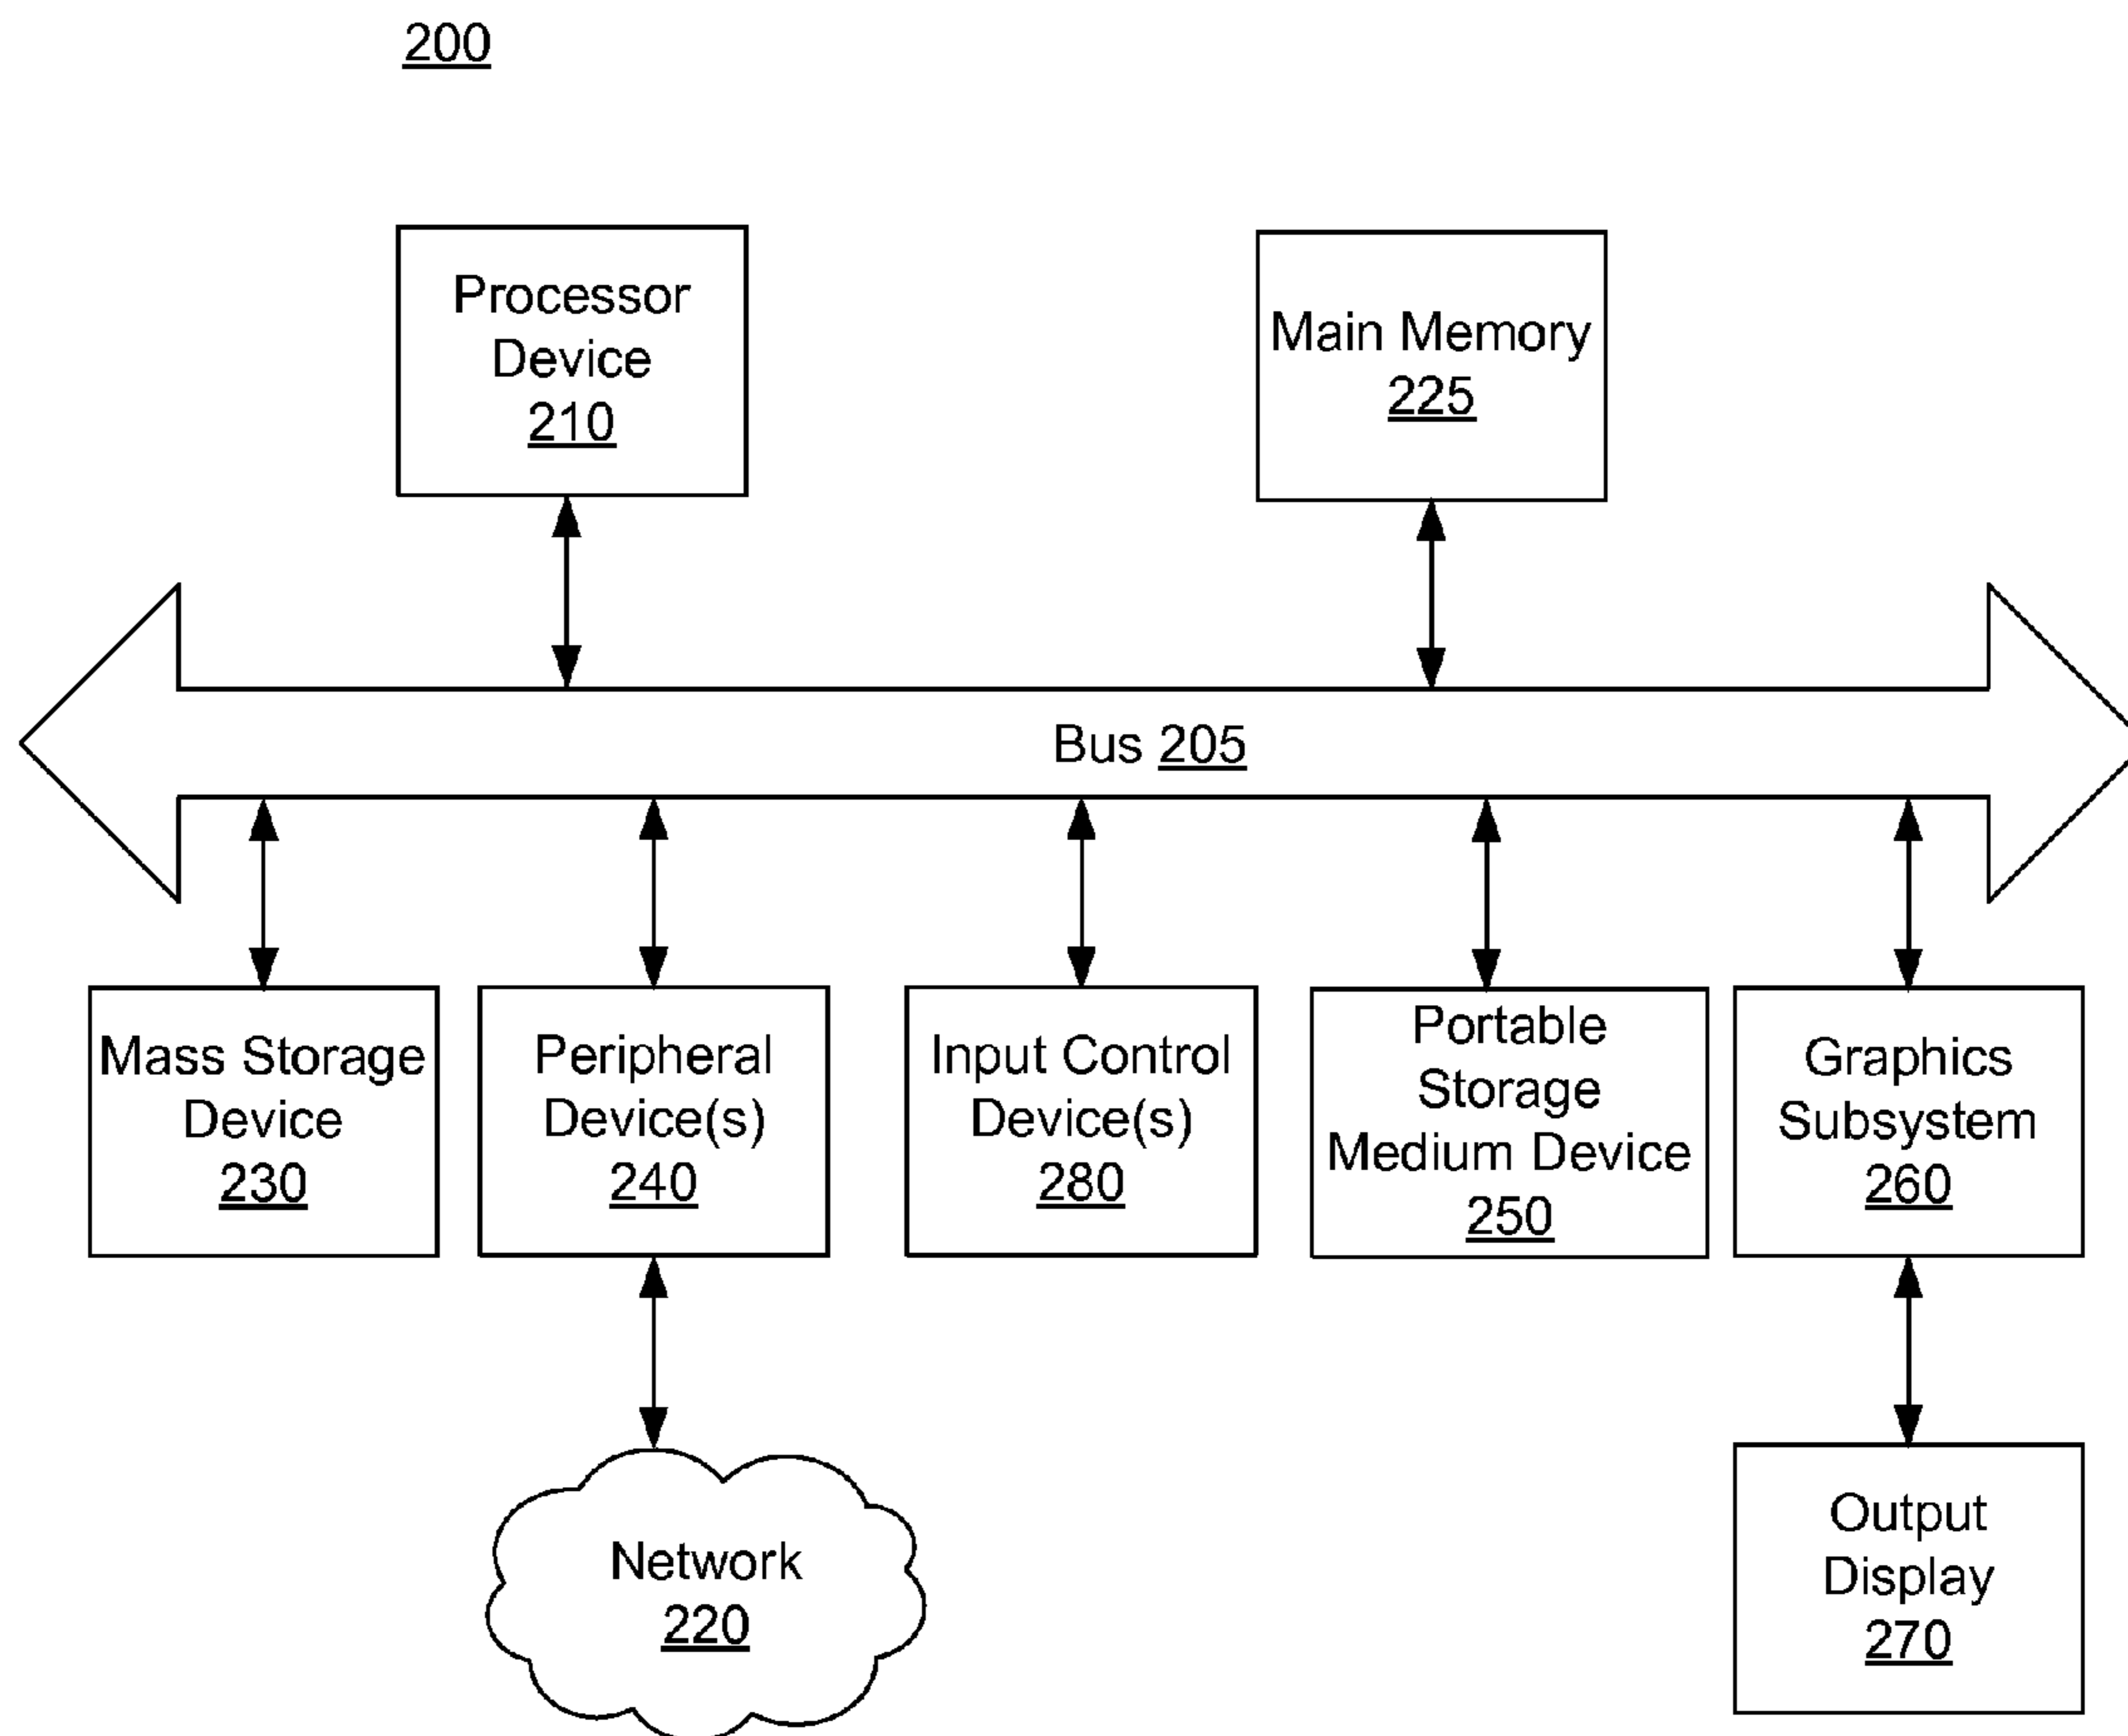 200
Processor
Device
210
Main Memory
225
Bus 205
Mass Storage
Device
230
Peripheral
Device(s)
240
Input Control
Device(s)
280
Portable
Storage
Medium Device
250
Graphics
Subsystem
260
Network
220
Output
Display
270